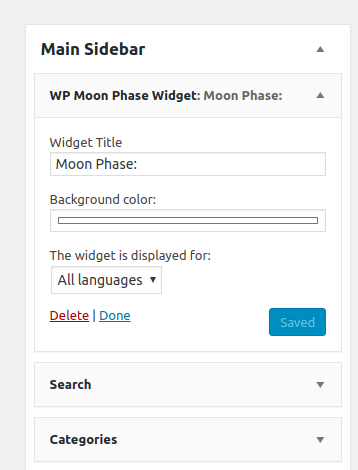 Main Sidebar
WP Moon Phase Widget: Moon Phase:
Widget Title
Moon Phase:
Background color:
The widget is displayed for:
All languages
Delete | Done
Saved
Search
Categories